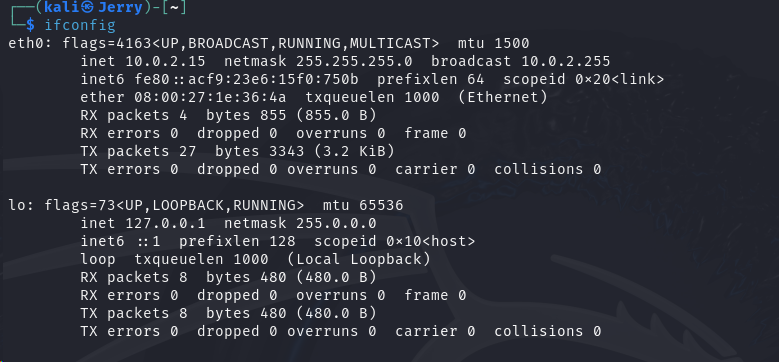 ┌──(kali㉿Jerry)-[~]
└─$ ifconfig
eth0: flags=4163<UP,BROADCAST,RUNNING,MULTICAST>  mtu 1500
        inet 10.0.2.15  netmask 255.255.255.0  broadcast 10.0.2.255
        inet6 fe80::acf9:23e6:15f0:750b  prefixlen 64  scopeid 0×20<link>
        ether 08:00:27:1e:36:4a  txqueuelen 1000  (Ethernet)
        RX packets 4  bytes 855 (855.0 B)
        RX errors 0  dropped 0  overruns 0  frame 0
        TX packets 27  bytes 3343 (3.2 KiB)
        TX errors 0  dropped 0 overruns 0  carrier 0  collisions 0

lo: flags=73<UP,LOOPBACK,RUNNING>  mtu 65536
        inet 127.0.0.1  netmask 255.0.0.0
        inet6 ::1  prefixlen 128  scopeid 0×10<host>
        loop  txqueuelen 1000  (Local Loopback)
        RX packets 8  bytes 480 (480.0 B)
        RX errors 0  dropped 0  overruns 0  frame 0
        TX packets 8  bytes 480 (480.0 B)
        TX errors 0  dropped 0 overruns 0  carrier 0  collisions 0